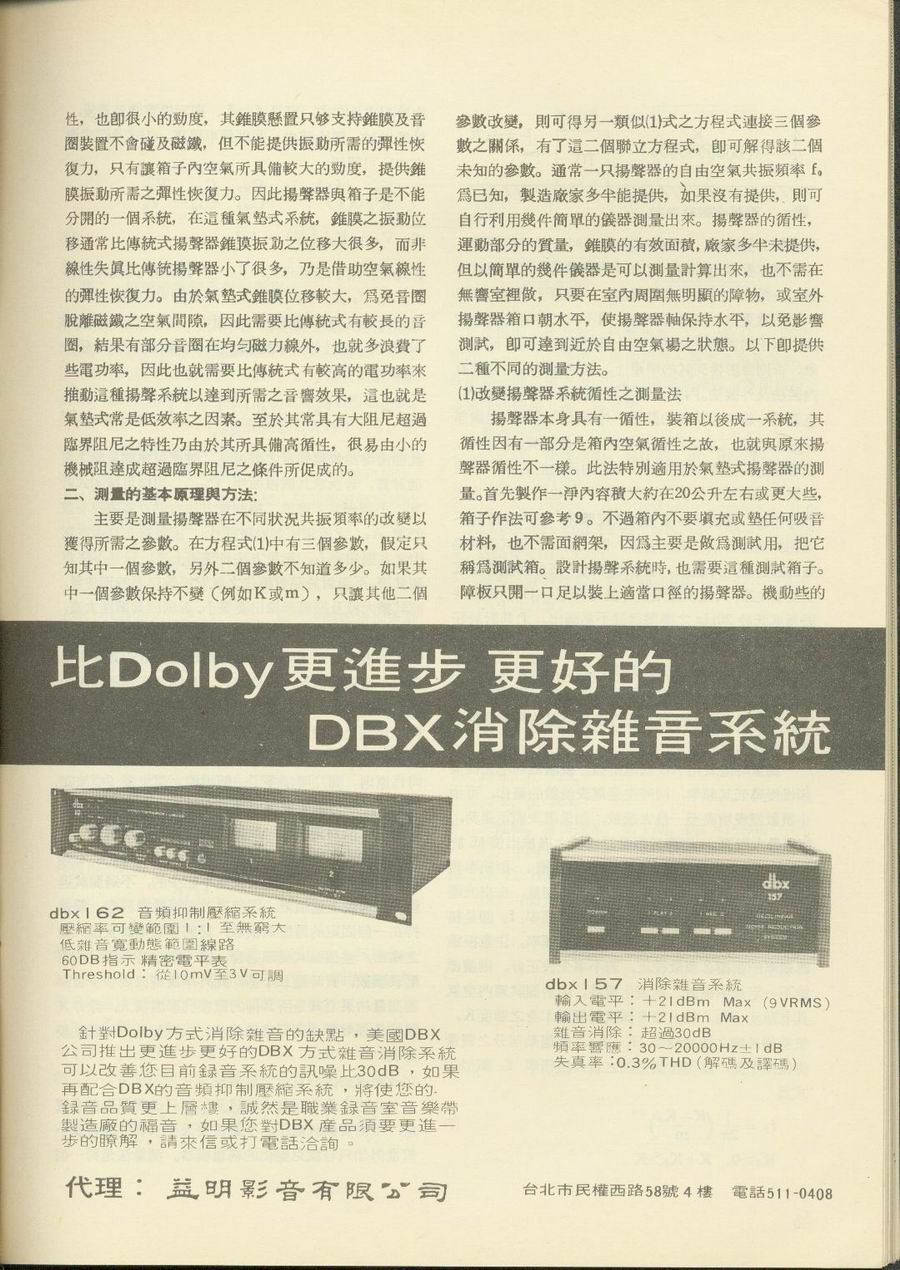 性，也卽很小的勁度，其錐膜懸置只够支持錐膜及音
圈裝置不會碰及磁鐵，但不能提供振動所需的彈性恢
復力，只有讓箱子內空氣所具備較大的勁度，提供錐
膜振動所需之彈性恢復力。因此揚聲器與箱子是不能
分開的一個系統，在這種氣墊式系統，錐膜之振動位
移通常比傳統式揚聲器錐膜振動之位移大很多，而非
線性失眞比傳統揚聲器小了很多，乃是借助空氣線性
的彈性恢復力。由於氣墊式錐膜位移較大，爲免音圈
脫離磁鐵之空氣間隙，因此需要比傳統式有較長的音
圈，結果有部分音圈在均勻磁力線外，也就多浪費了
些電功率，因此也就需要比傳統式有較高的電功率來
推動這種揚聲系統以達到所需之音響效果，這也就是
氣墊式常是低效率之因素。至於其常具有大阻尼超過
臨界阻尼之特性乃由於其所具備高循性，很易由小的
機械阻達成超過臨界阻尼之條件所促成的。
二、測量的基本原理與方法：
主要是測量揚聲器在不同狀況共振頻率的改變以
獲得所需之參數。在方程式⑴中有三個參數，假定只
知其中一個參數，另外二個參數不知道多少。如果其
中一個參數保持不變（例如K或m），只讓其他二個
參數改變，則可得另一類似⑴式之方程式連接三個參
數之關係，有了這二個聯立方程式，卽可解得該二個
未知的參數。通常一只揚聲器的自由空氣共振頻率 f₀
爲已知，製造廠家多半能提供，如果沒有提供，則可
自行利用幾件簡單的儀器測量出來。揚聲器的循性，
運動部分的質量，錐膜的有效面積，廠家多半未提供，
但以簡單的幾件儀器是可以測量計算出來，也不需在
無響室裡做，只要在室內周圍無明顯的障物，或室外
揚聲器箱口朝水平，使揚聲器軸保持水平，以免影響
測試，卽可達到近於自由空氣場之狀態。以下卽提供
二種不同的測量方法。
⑴改變揚聲器系統循性之測量法
揚聲器本身具有一循性，裝箱以後成一系統，其
循性因有一部分是箱內空氣循性之故，也就與原來揚
聲器循性不一樣。此法特別適用於氣墊式揚聲器的測
量。首先製作一淨內容積大約在20公升左右或更大些，
箱子作法可參考9。不過箱內不要填充或墊任何吸音
材料，也不需面網架，因爲主要是做爲測試用，把它
稱爲測試箱。設計揚聲系統時，也需要這種測試箱子。
障板只開一口足以裝上適當口徑的揚聲器。機動些的
比Dolby更進步 更好的
DBX消除雜音系統
dbx
162
1
2
dbx162 音頻抑制壓縮系統
壓縮率可變範圍1：1 至無窮大
低雜音寬動態範圍線路
60DB指示 精密電平表
Threshold：從10mV至3V可調
dbx
157
dbx157 消除雜音系統
輸入電平：＋21dBm Max (9VRMS)
輸出電平：＋21dBm Max
雜音消除：超過30dB
頻率響應：30～20000Hz±1dB
失真率：0.3%THD（解碼及譯碼）
針對Dolby方式消除雜音的缺點，美國DBX
公司推出更進步更好的DBX方式雜音消除系統
可以改善您目前錄音系統的訊噪比30dB，如果
再配合DBX的音頻抑制壓縮系統，將使您的
錄音品質更上層樓，誠然是職業錄音室音樂帶
製造廠的福音，如果您對DBX產品須要更進一
步的瞭解，請來信或打電話洽詢。
代理：益明影音有限公司
台北市民權西路58號4樓 電話511-0408